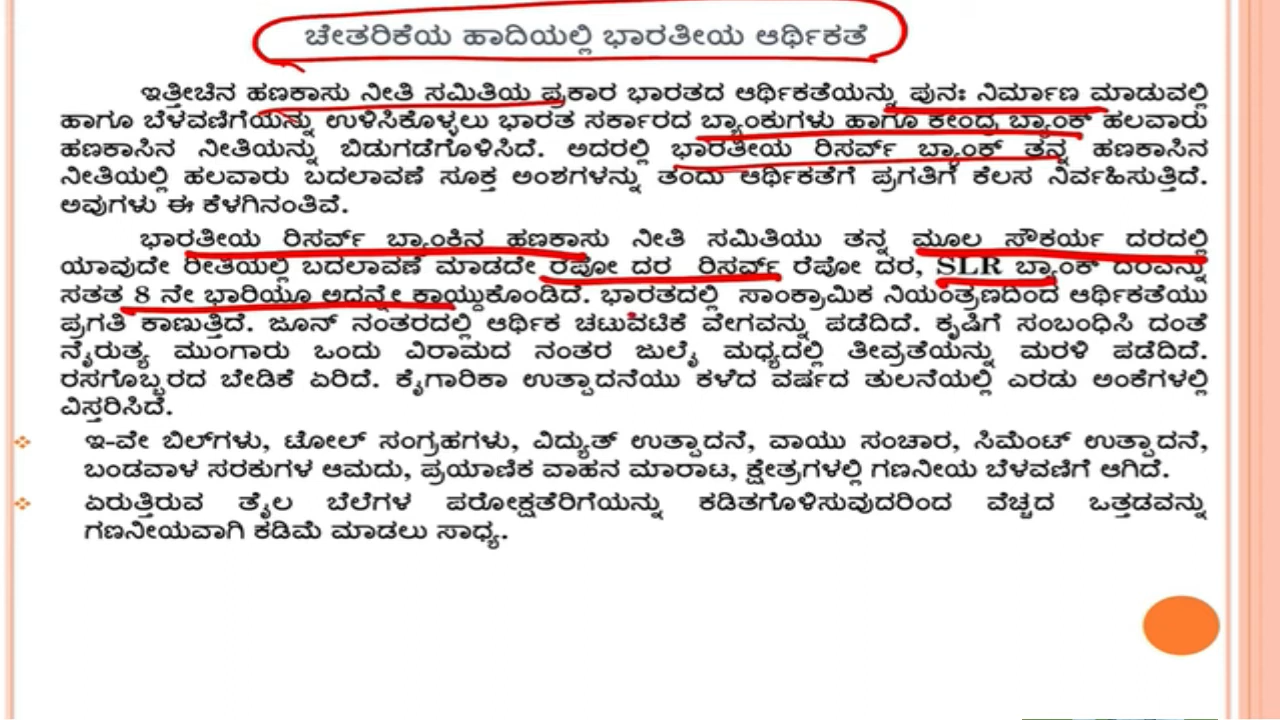 ಚೇತರಿಕೆಯ ಹಾದಿಯಲ್ಲಿ ಭಾರತೀಯ ಆರ್ಥಿಕತೆ
ಇತ್ತೀಚಿನ ಹಣಕಾಸು ನೀತಿ ಸಮಿತಿಯ ಪ್ರಕಾರ ಭಾರತದ ಆರ್ಥಿಕತೆಯನ್ನು ಪುನಃ ನಿರ್ಮಾಣ ಮಾಡುವಲ್ಲಿ
ಹಾಗೂ ಬೆಳವಣಿಗೆಯನ್ನು ಉಳಿಸಿಕೊಳ್ಳಲು ಭಾರತ ಸರ್ಕಾರದ ಬ್ಯಾಂಕುಗಳು ಹಾಗೂ ಕೇಂದ್ರ ಬ್ಯಾಂಕ್ ಹಲವಾರು
ಹಣಕಾಸಿನ ನೀತಿಯನ್ನು ಬಿಡುಗಡೆಗೊಳಿಸಿದೆ. ಅದರಲ್ಲಿ ಭಾರತೀಯ ರಿಸರ್ವ್ ಬ್ಯಾಂಕ್ ತನ್ನ ಹಣಕಾಸಿನ
ನೀತಿಯಲ್ಲಿ ಹಲವಾರು ಬದಲಾವಣೆ ಸೂಕ್ತ ಅಂಶಗಳನ್ನು ತಂದು ಆರ್ಥಿಕತೆಗೆ ಪ್ರಗತಿಗೆ ಕೆಲಸ ನಿರ್ವಹಿಸುತ್ತಿದೆ.
ಅವುಗಳು ಈ ಕೆಳಗಿನಂತಿವೆ.
ಭಾರತೀಯ ರಿಸರ್ವ್ ಬ್ಯಾಂಕಿನ ಹಣಕಾಸು ನೀತಿ ಸಮಿತಿಯು ತನ್ನ ಮೂಲ ಸೌಕರ್ಯ ದರದಲ್ಲಿ
ಯಾವುದೇ ರೀತಿಯಲ್ಲಿ ಬದಲಾವಣೆ ಮಾಡದೇ ರೆಪೋ ದರ ರಿಸರ್ವ್ ರೆಪೋ ದರ, SLR ಬ್ಯಾಂಕ್ ದರವನ್ನು
ಸತತ 8 ನೇ ಭಾರಿಯೂ ಅದನ್ನೇ ಕಾಯ್ದುಕೊಂಡಿದೆ. ಭಾರತದಲ್ಲಿ ಸಾಂಕ್ರಾಮಿಕ ನಿಯಂತ್ರಣದಿಂದ ಆರ್ಥಿಕತೆಯು
ಪ್ರಗತಿ ಕಾಣುತ್ತಿದೆ. ಜೂನ್ ನಂತರದಲ್ಲಿ ಆರ್ಥಿಕ ಚಟುವಟಿಕೆ ವೇಗವನ್ನು ಪಡೆದಿದೆ. ಕೃಷಿಗೆ ಸಂಬಂಧಿಸಿ ದಂತೆ
ನೈರುತ್ಯ ಮುಂಗಾರು ಒಂದು ವಿರಾಮದ ನಂತರ ಜುಲೈ ಮಧ್ಯದಲ್ಲಿ ತೀವ್ರತೆಯನ್ನು ಮರಳಿ ಪಡೆದಿದೆ.
ರಸಗೊಬ್ಬರದ ಬೇಡಿಕೆ ಏರಿದೆ. ಕೈಗಾರಿಕಾ ಉತ್ಪಾದನೆಯು ಕಳೆದ ವರ್ಷದ ತುಲನೆಯಲ್ಲಿ ಎರಡು ಅಂಕೆಗಳಲ್ಲಿ
ವಿಸ್ತರಿಸಿದೆ.
ಇ-ವೇ ಬಿಲ್‌ಗಳು, ಟೋಲ್ ಸಂಗ್ರಹಗಳು, ವಿದ್ಯುತ್ ಉತ್ಪಾದನೆ, ವಾಯು ಸಂಚಾರ, ಸಿಮೆಂಟ್ ಉತ್ಪಾದನೆ,
ಬಂಡವಾಳ ಸರಕುಗಳ ಆಮದು, ಪ್ರಯಾಣಿಕ ವಾಹನ ಮಾರಾಟ, ಕ್ಷೇತ್ರಗಳಲ್ಲಿ ಗಣನೀಯ ಬೆಳವಣಿಗೆ ಆಗಿದೆ.
ಏರುತ್ತಿರುವ ತೈಲ ಬೆಲೆಗಳ ಪರೋಕ್ಷತೆರಿಗೆಯನ್ನು ಕಡಿತಗೊಳಿಸುವುದರಿಂದ ವೆಚ್ಚದ ಒತ್ತಡವನ್ನು
ಗಣನೀಯವಾಗಿ ಕಡಿಮೆ ಮಾಡಲು ಸಾಧ್ಯ.